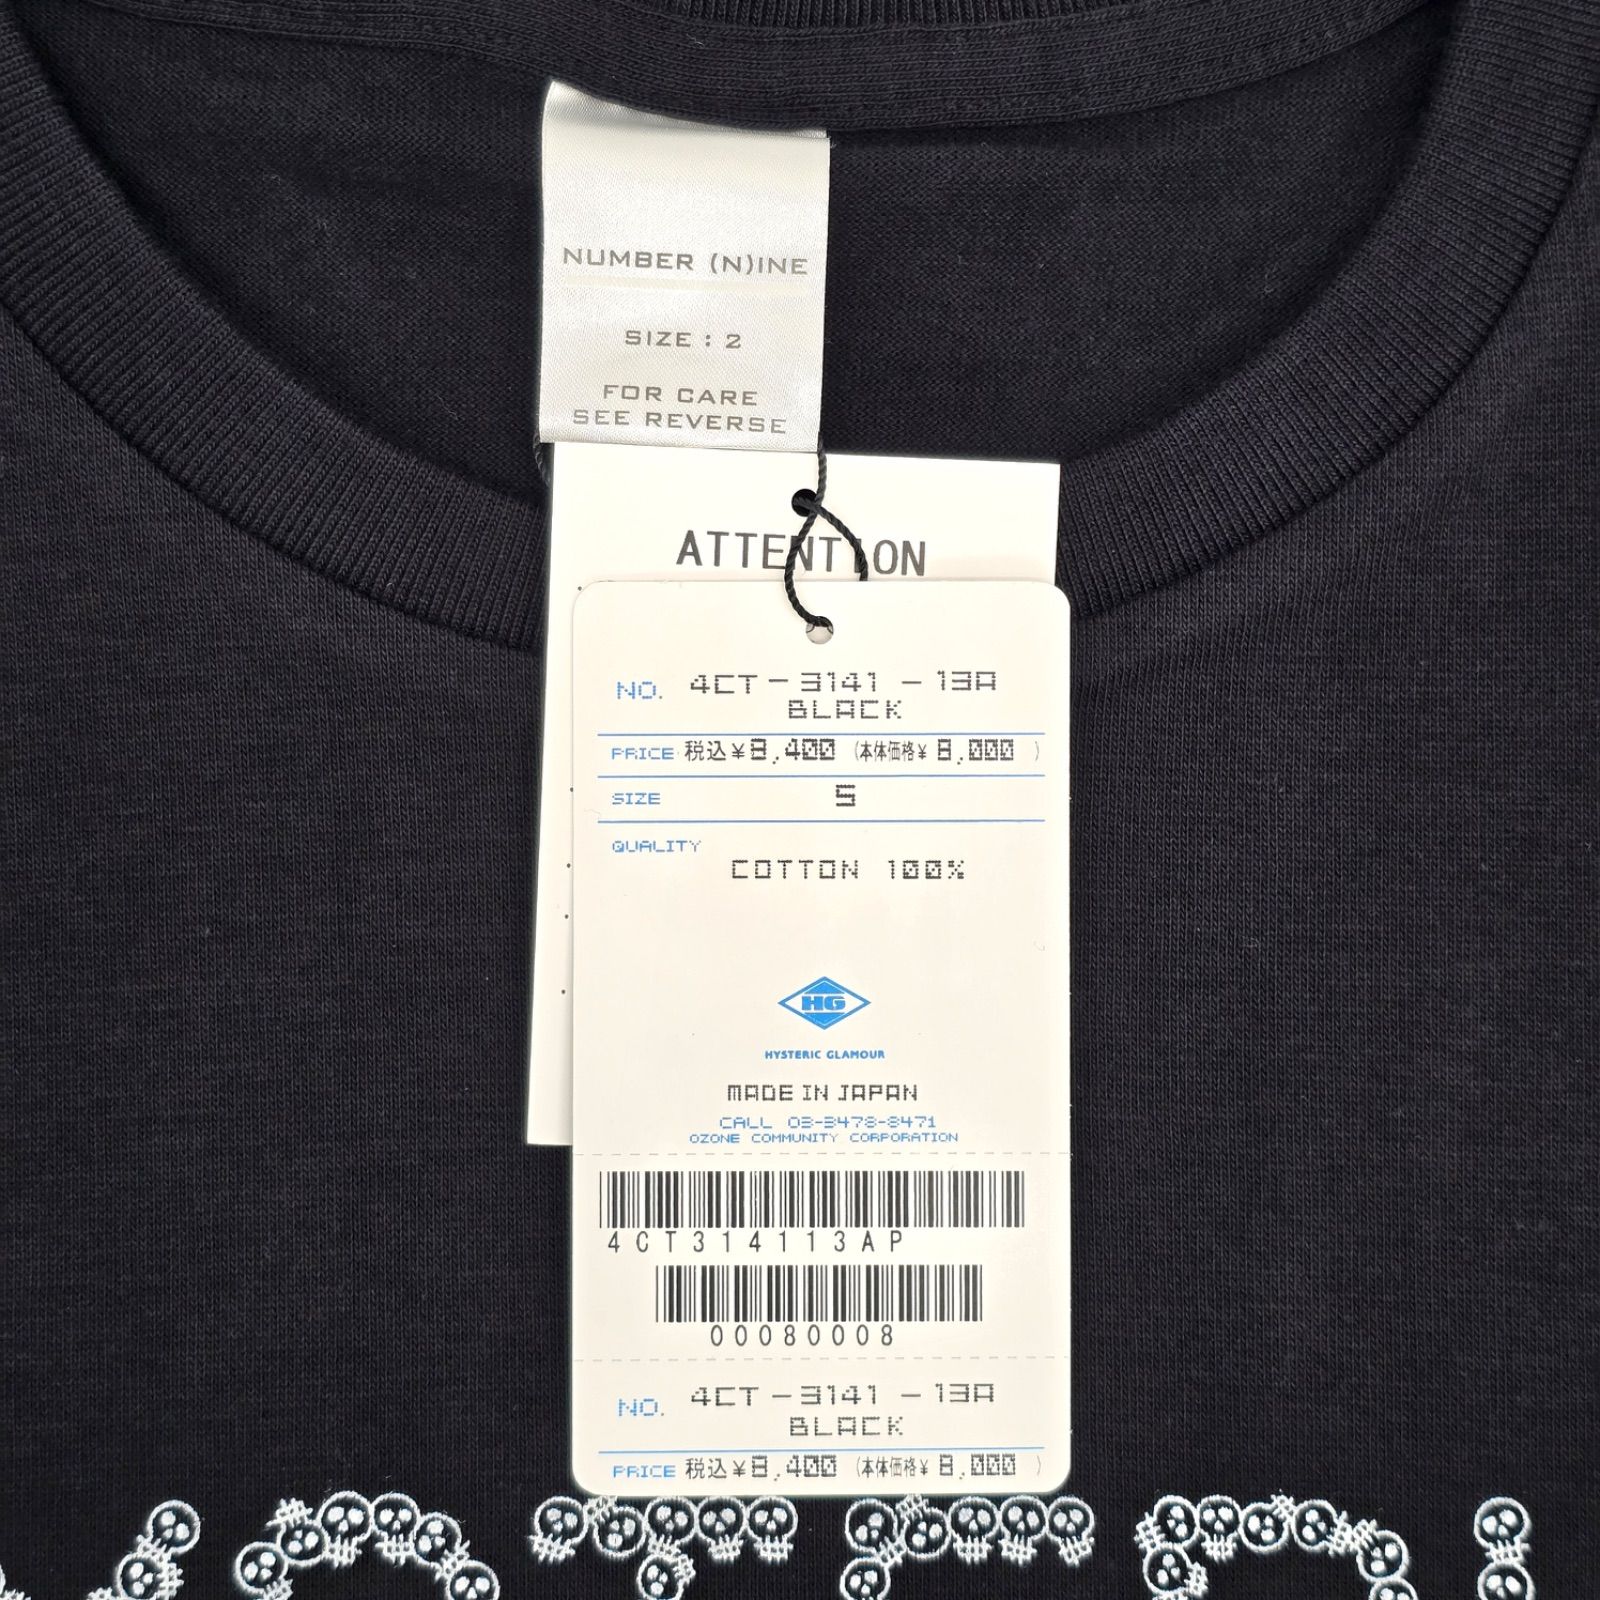 NUMBER (N)INE
SIZE : 2
FOR CARE
SEE REVERSE
ATTENTION
NO. 4CT-3141-13A
BLACK
PRICE 税込¥8,400 (本体価格¥8,000 )
SIZE S
QUALITY
COTTON 100%
HG
HYSTERIC GLAMOUR
MADE IN JAPAN
CALL 03-3478-8471
OZONE COMMUNITY CORPORATION
4CT314113AP
00080008
NO. 4CT-3141-13A
BLACK
PRICE 税込¥8,400 (本体価格¥8,000 )